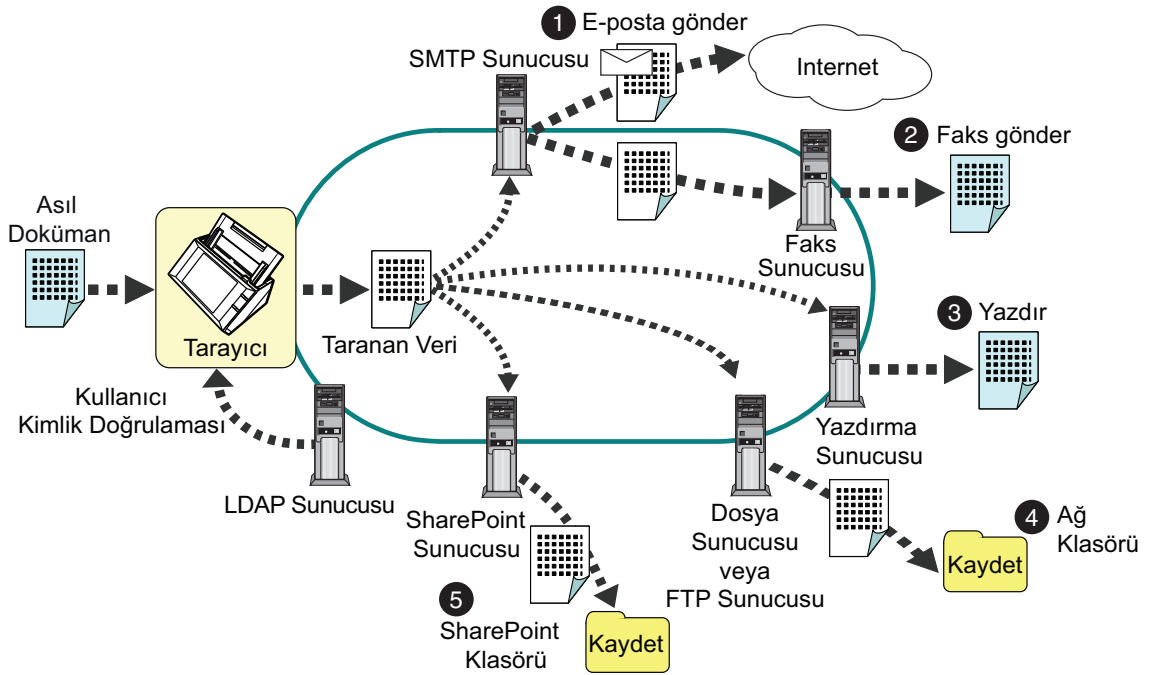 1 E-posta gönder
SMTP Sunucusu
Internet
2 Faks gönder
Asıl
Doküman
Faks
Sunucusu
Tarayıcı
Taranan Veri
3 Yazdır
Kullanıcı
Kimlik Doğrulaması
Yazdırma
Sunucusu
LDAP Sunucusu
SharePoint
Sunucusu
Dosya
Sunucusu
veya
FTP Sunucusu
4 Ağ
Klasörü
Kaydet
5
SharePoint
Klasörü
Kaydet